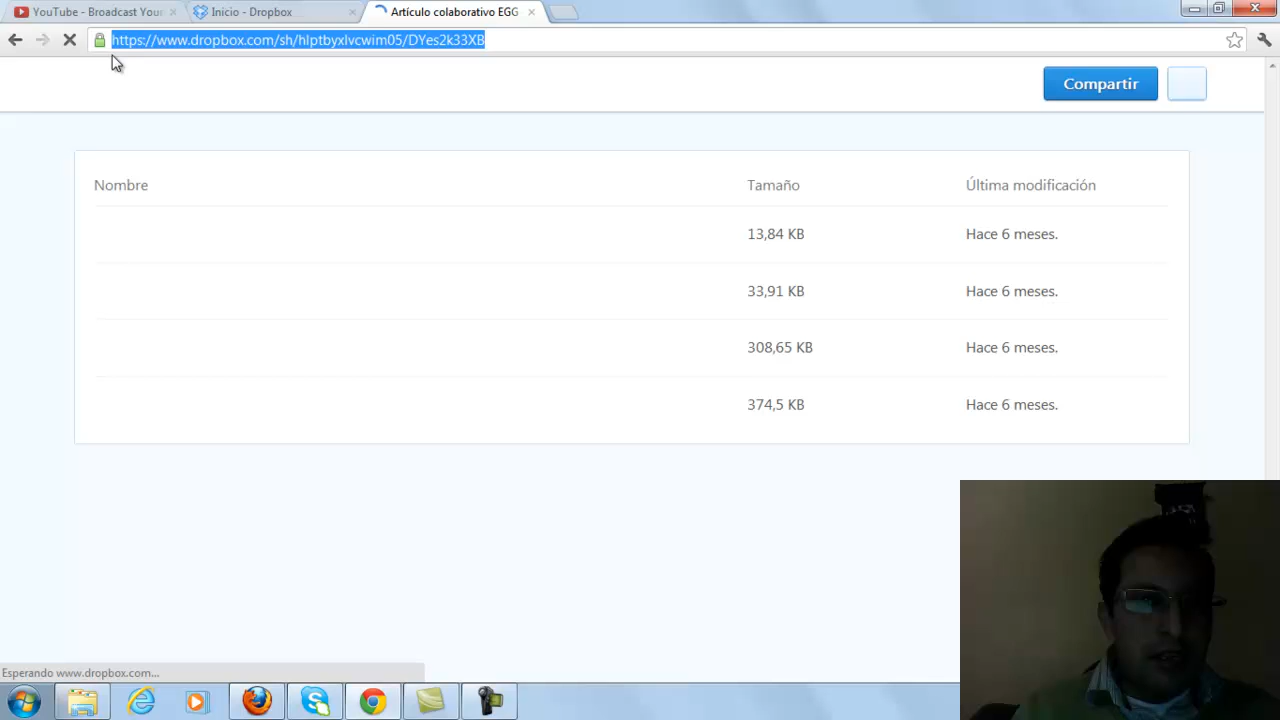 YouTube - Broadcast Your
Inicio - Dropbox
Artículo colaborativo EGG
https://www.dropbox.com/sh/hlptbyxlvcwim05/DYes2k33XB
Compartir
Nombre Tamaño Última modificación
13,84 KB Hace 6 meses.
33,91 KB Hace 6 meses.
308,65 KB Hace 6 meses.
374,5 KB Hace 6 meses.
Esperando www.dropbox.com...